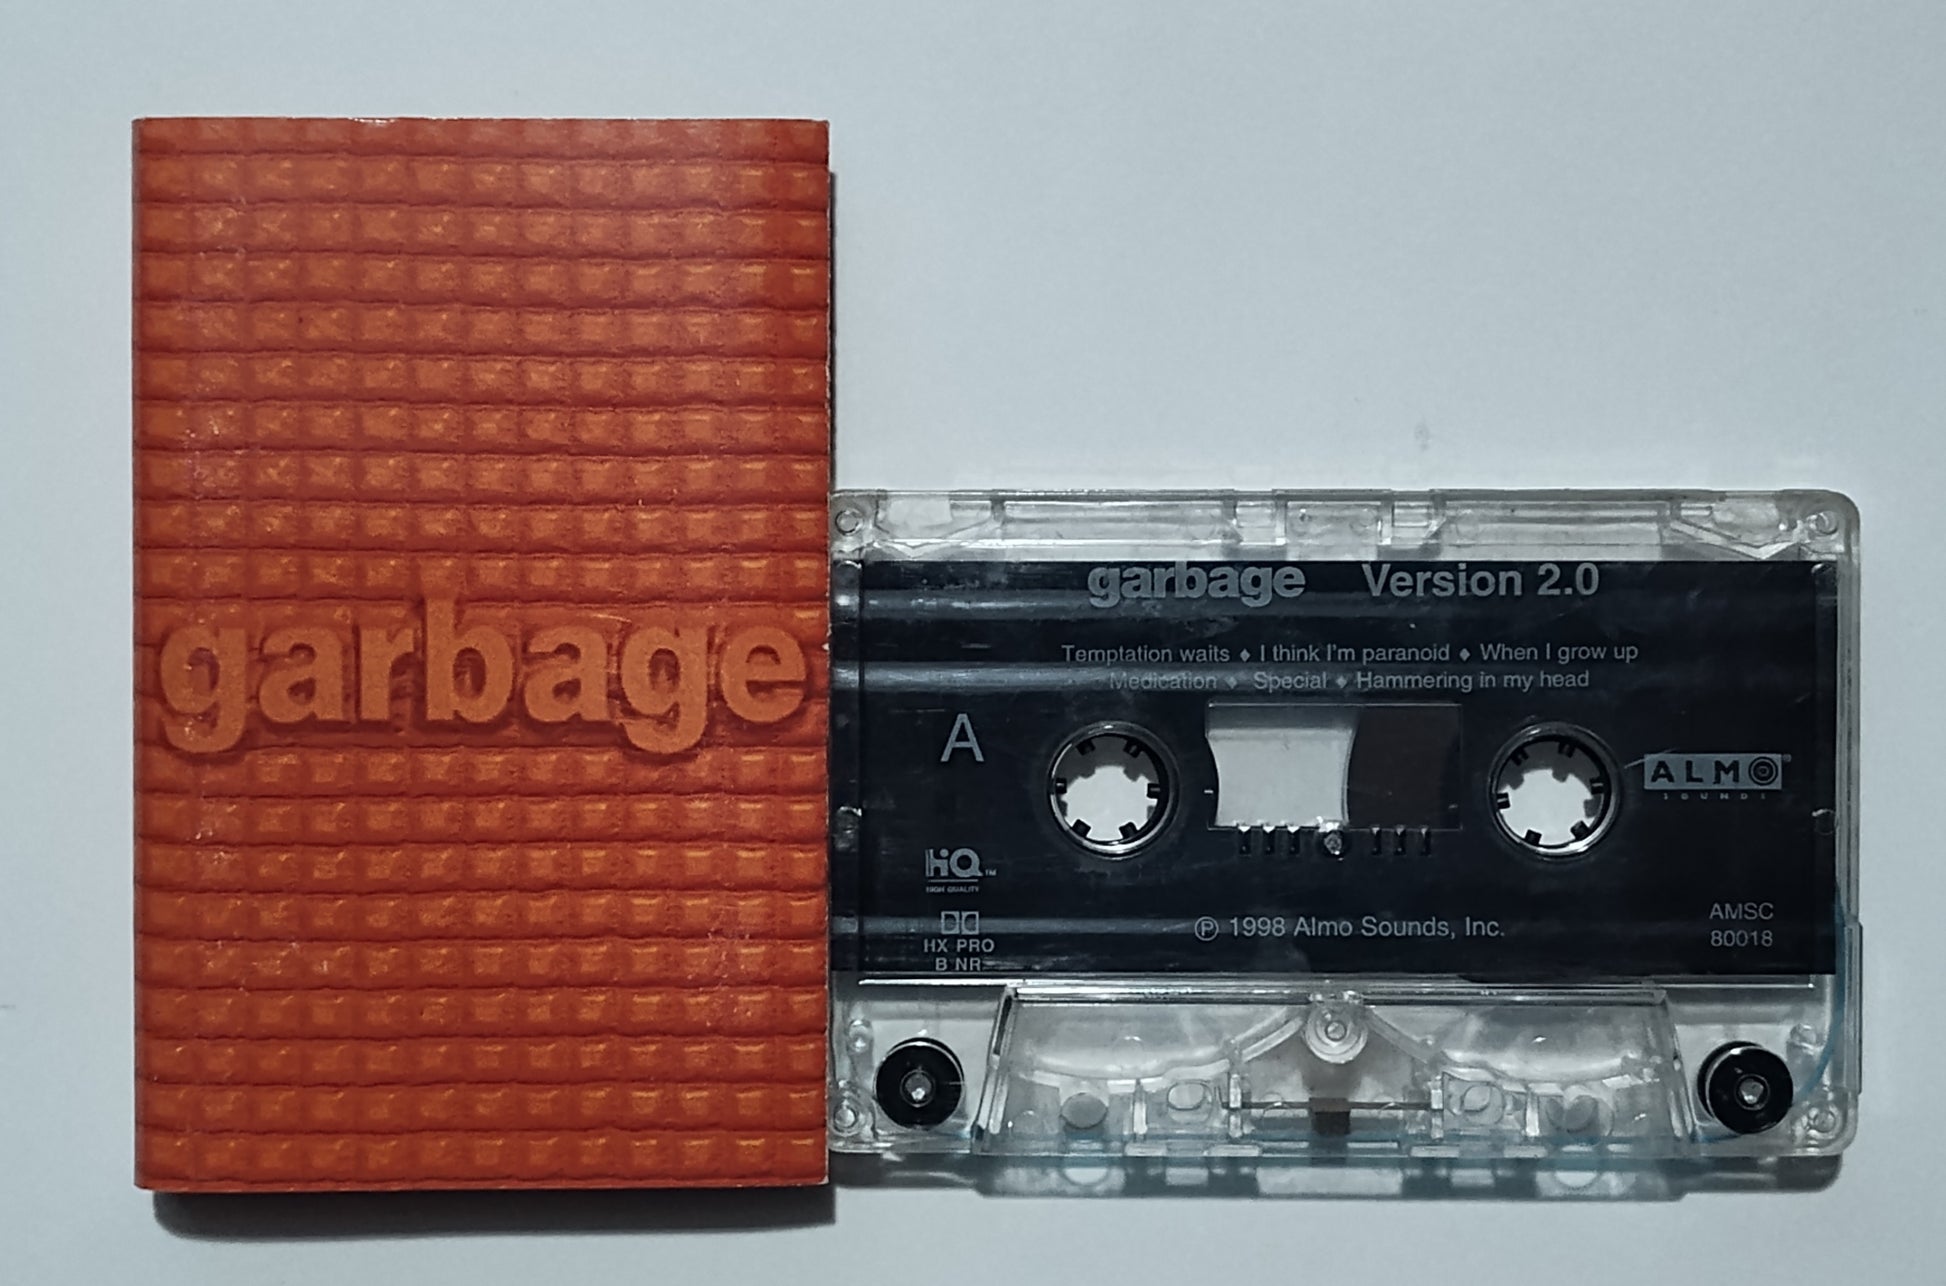 garbage
garbage Version 2.0
Temptation waits ♦ I think I'm paranoid ♦ When I grow up
Medication ♦ Special ♦ Hammering in my head
A
ALMO®
SOUNDS
HiQ™
HIGH QUALITY
HX PRO
B NR
℗ 1998 Almo Sounds, Inc.
AMSC
80018